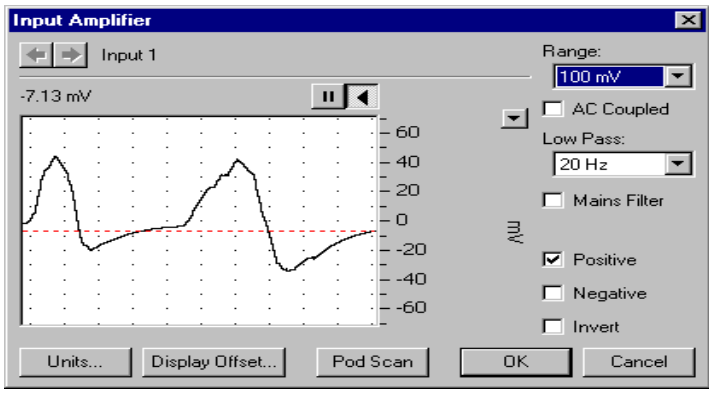 Input Amplifier
Input 1
Range:
100 mV
-7.13 mV
AC Coupled
Low Pass:
20 Hz
Mains Filter
60
40
20
0
-20
-40
-60
mV
Positive
Negative
Invert
Units...
Display Offset...
Pod Scan
OK
Cancel